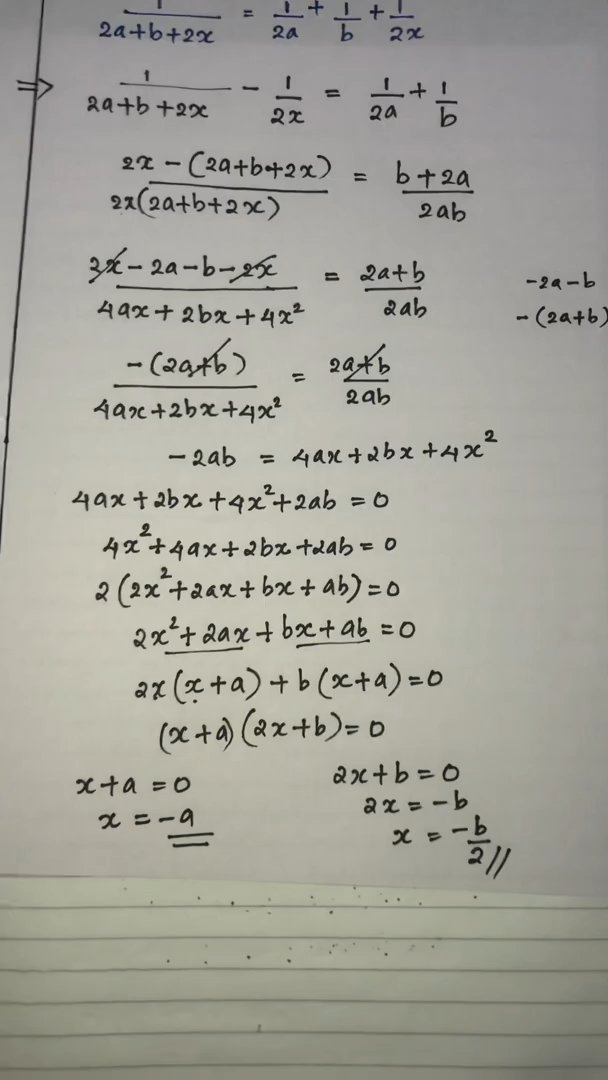 1/(2a+b+2x) = 1/2a + 1/b + 1/2x
⇒ 1/(2a+b+2x) - 1/2x = 1/2a + 1/b
(2x-(2a+b+2x))/(2x(2a+b+2x)) = (b+2a)/2ab
(2x-2a-b-2x)/(4ax+2bx+4x²) = (2a+b)/2ab
-2a-b
-(2a+b)
-(2a+b)/(4ax+2bx+4x²) = (2a+b)/2ab
-2ab = 4ax+2bx+4x²
4ax+2bx+4x²+2ab = 0
4x²+4ax+2bx+2ab = 0
2(2x²+2ax+bx+ab) = 0
2x²+2ax+bx+ab = 0
2x(x+a)+b(x+a) = 0
(x+a)(2x+b) = 0
x+a = 0 2x+b = 0
x = -a 2x = -b
x = -b/2 //